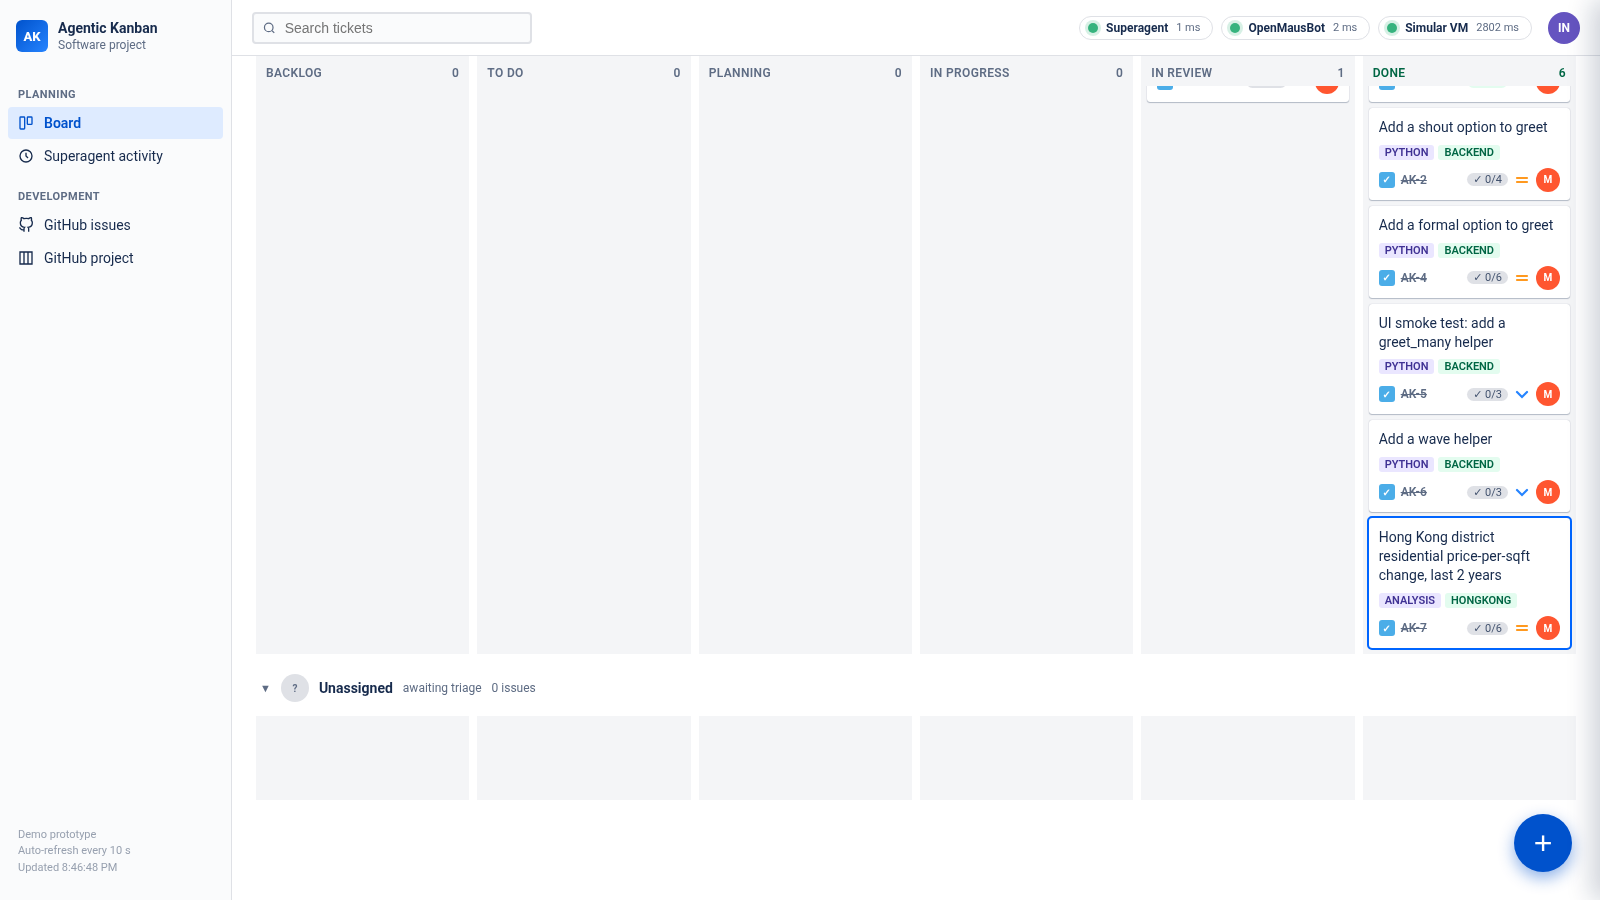 AK
Agentic Kanban
Software project
PLANNING
Board
Superagent activity
DEVELOPMENT
GitHub issues
GitHub project
Demo prototype
Auto-refresh every 10 s
Updated 8:46:48 PM
Search tickets
Superagent 1 ms
OpenMausBot 2 ms
Simular VM 2802 ms
IN
BACKLOG 0
TO DO 0
PLANNING 0
IN PROGRESS 0
IN REVIEW 1
DONE 6
Add a shout option to greet
PYTHON BACKEND
✓ AK-2 ✓ 0/4 M
Add a formal option to greet
PYTHON BACKEND
✓ AK-4 ✓ 0/6 M
UI smoke test: add a
greet_many helper
PYTHON BACKEND
✓ AK-5 ✓ 0/3 M
Add a wave helper
PYTHON BACKEND
✓ AK-6 ✓ 0/3 M
Hong Kong district
residential price-per-sqft
change, last 2 years
ANALYSIS HONGKONG
✓ AK-7 ✓ 0/6 M
▼ ? Unassigned awaiting triage 0 issues
+